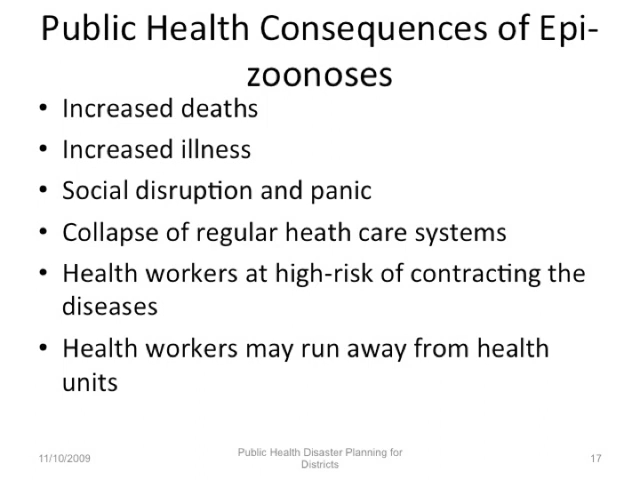 Public Health Consequences of Epi-
zoonoses
• Increased deaths
• Increased illness
• Social disruption and panic
• Collapse of regular heath care systems
• Health workers at high-risk of contracting the
diseases
• Health workers may run away from health
units
11/10/2009
Public Health Disaster Planning for
Districts
17